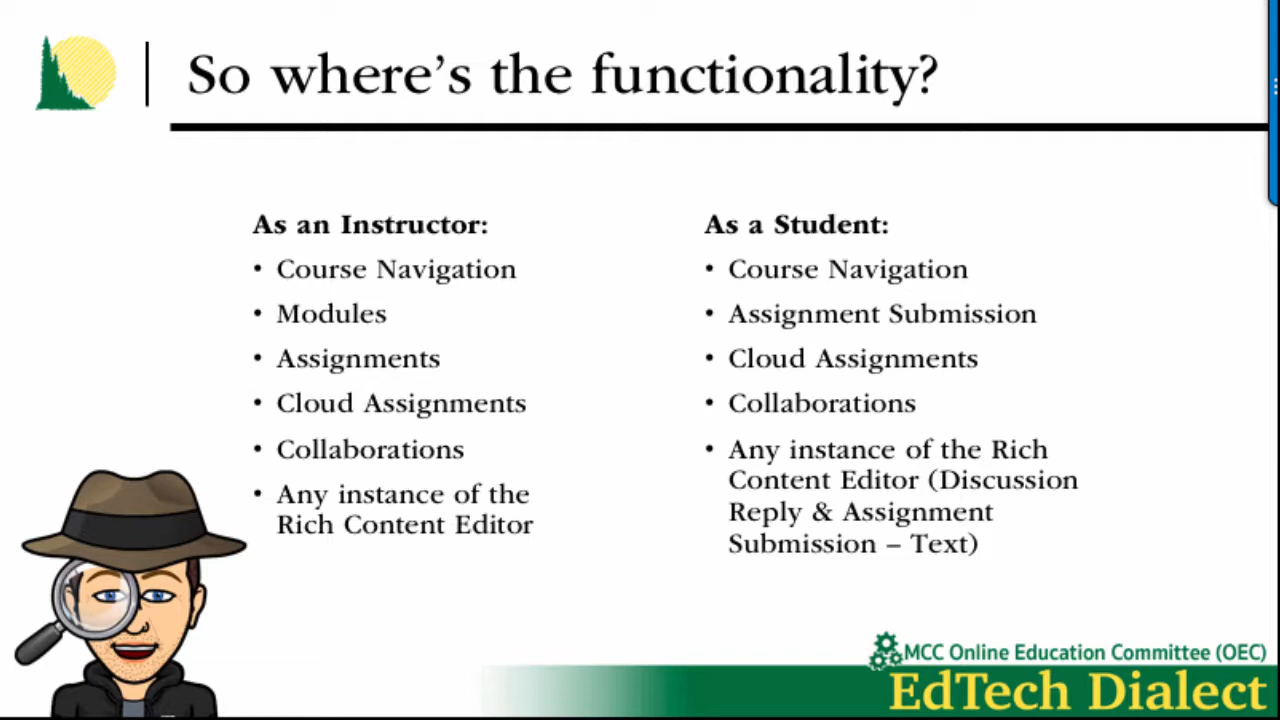 So where’s the functionality?
As an Instructor:
• Course Navigation
• Modules
• Assignments
• Cloud Assignments
• Collaborations
• Any instance of the
Rich Content Editor
As a Student:
• Course Navigation
• Assignment Submission
• Cloud Assignments
• Collaborations
• Any instance of the Rich
Content Editor (Discussion
Reply & Assignment
Submission – Text)
MCC Online Education Committee (OEC)
EdTech Dialect